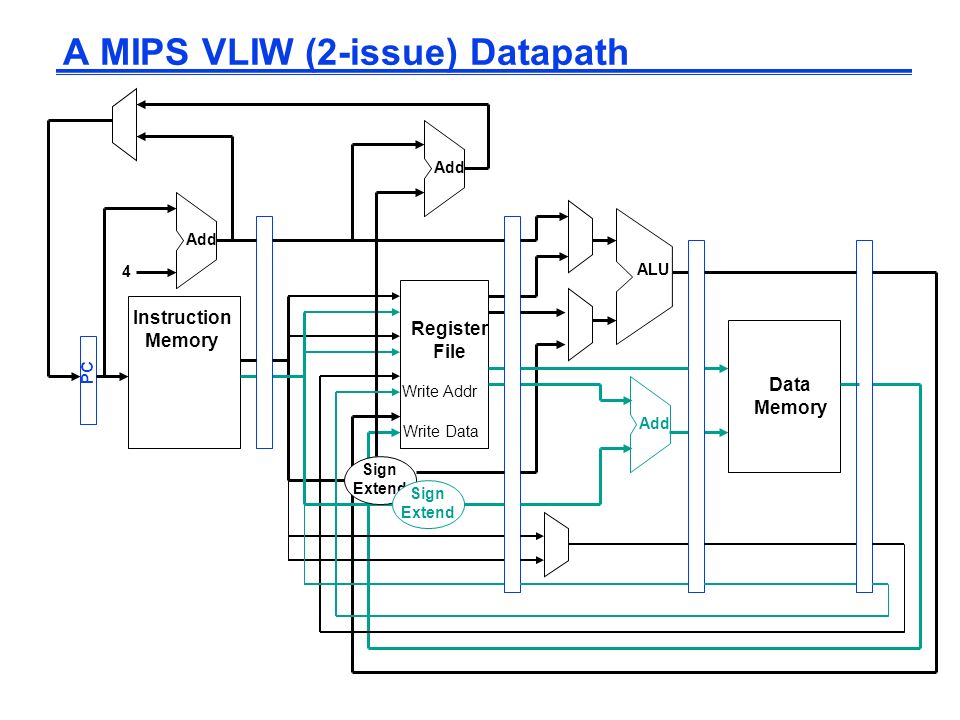 A MIPS VLIW (2-issue) Datapath
Add
Add
4
ALU
Instruction
Memory
Register
File
PC
Write Addr
Data
Memory
Add
Write Data
Sign
Extend
Sign
Extend